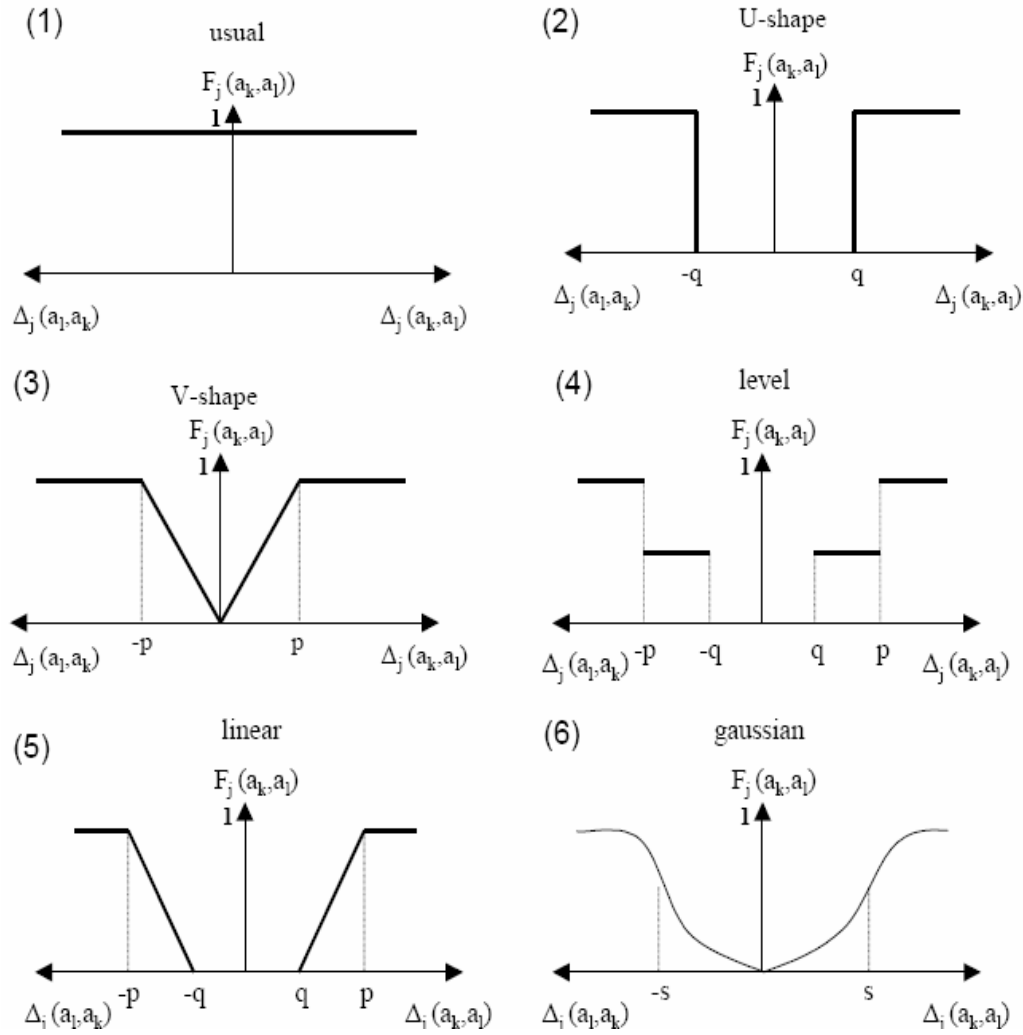 (1)
usual
F_j (a_k,a_l))
1
Δ_j (a_l,a_k)
Δ_j (a_k,a_l)
(2)
U-shape
F_j (a_k,a_l)
1
-q
q
Δ_j (a_l,a_k)
Δ_j (a_k,a_l)
(3)
V-shape
F_j (a_k,a_l)
1
-p
p
Δ_j (a_l,a_k)
Δ_j (a_k,a_l)
(4)
level
F_j (a_k,a_l)
1
Δ_j (a_l,a_k) -p -q q p Δ_j (a_k,a_l)
(5)
linear
F_j (a_k,a_l)
1
-p -q q p
Δ_j (a_l,a_k)
Δ_j (a_k,a_l)
(6)
gaussian
F_j (a_k,a_l)
1
-s
s
Δ_j (a_l,a_k)
Δ_j (a_k,a_l)